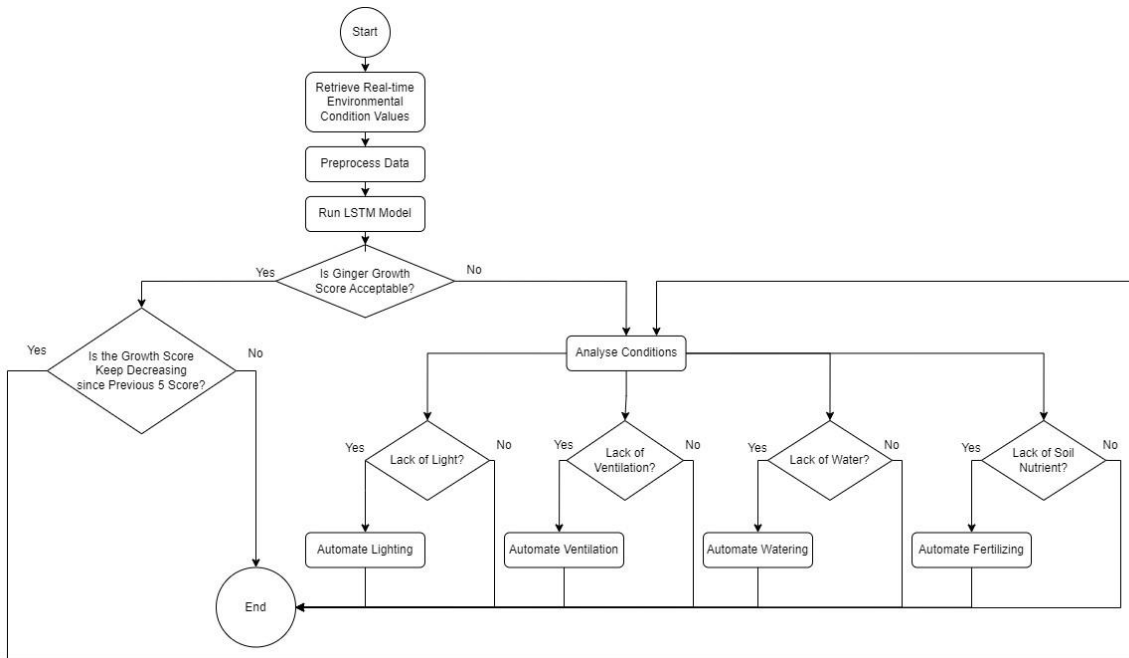 Start
Retrieve Real-time
Environmental
Condition Values
Preprocess Data
Run LSTM Model
Yes
Is Ginger Growth
Score Acceptable?
No
Yes
Is the Growth Score
Keep Decreasing
since Previous 5 Score?
No
Analyse Conditions
Yes
Lack of Light?
No
Yes
Lack of
Ventilation?
No
Yes
Lack of Water?
No
Yes
Lack of Soil
Nutrient?
No
Automate Lighting
Automate Ventilation
Automate Watering
Automate Fertilizing
End